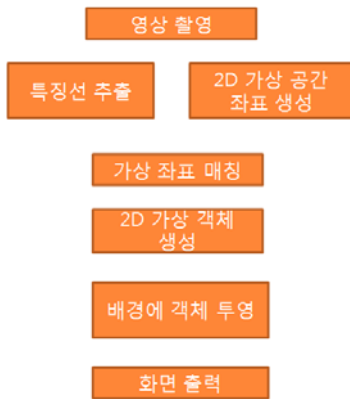 영상 촬영
특징선 추출
2D 가상 공간
좌표 생성
가상 좌표 매칭
2D 가상 객체
생성
배경에 객체 투영
화면 출력